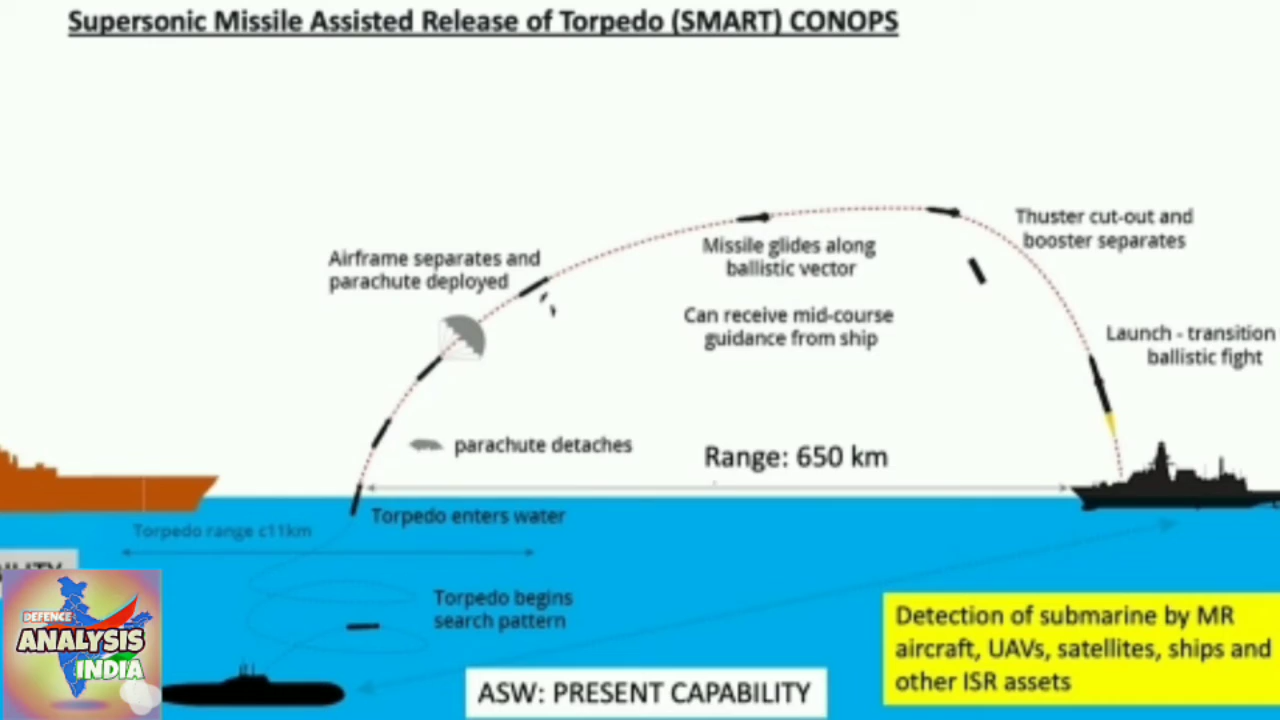 Supersonic Missile Assisted Release of Torpedo (SMART) CONOPS
Thuster cut-out and
booster separates
Missile glides along
ballistic vector
Airframe separates and
parachute deployed
Can receive mid-course
guidance from ship
Launch - transition
ballistic fight
parachute detaches
Range: 650 km
Torpedo enters water
Torpedo range c11km
Torpedo begins
search pattern
Detection of submarine by MR
aircraft, UAVs, satellites, ships and
other ISR assets
ASW: PRESENT CAPABILITY
DEFENCE
ANALYSIS
INDIA